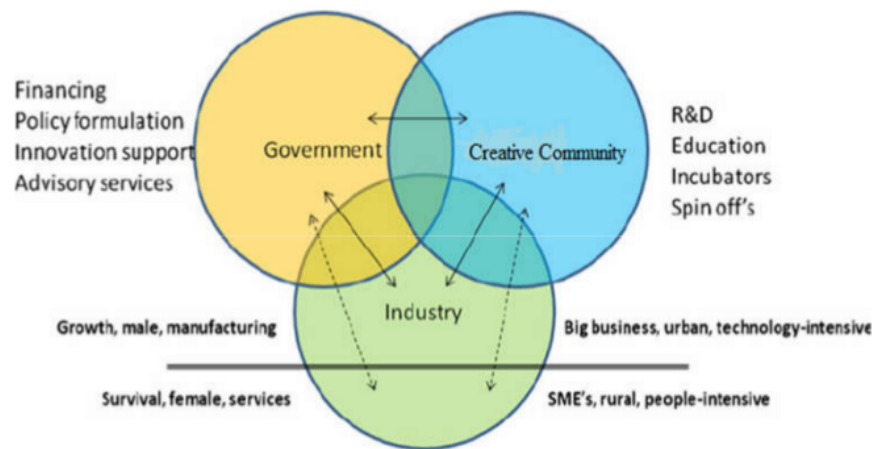 Financing
Policy formulation
Innovation support
Advisory services
Government
Creative Community
R&D
Education
Incubators
Spin off's
Industry
Growth, male, manufacturing
Big business, urban, technology-intensive
Survival, female, services
SME's, rural, people-intensive